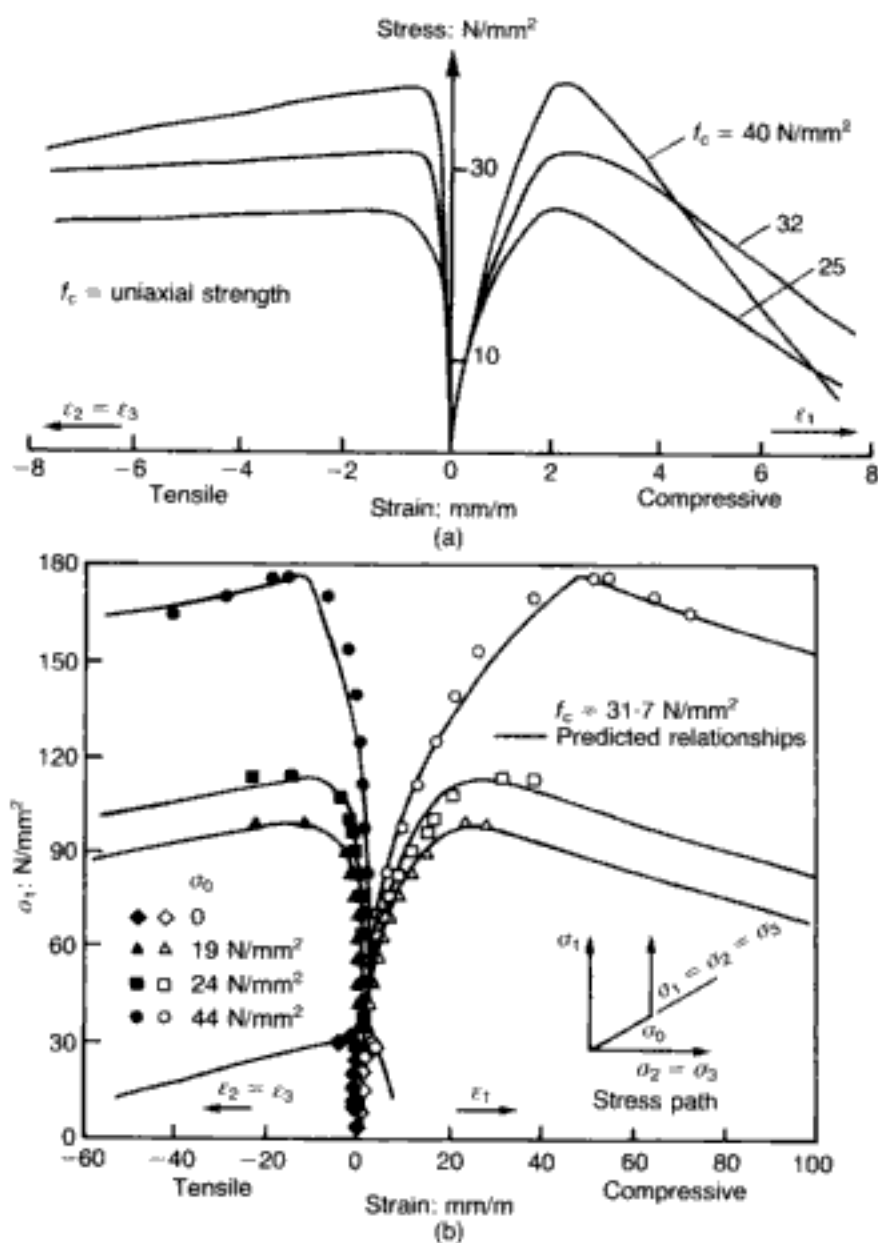 Stress: N/mm²
f_c = 40 N/mm²
30
32
25
f_c = uniaxial strength
10
ε₂ = ε₃
ε₁
−8 −6 −4 −2 0 2 4 6 8
Tensile Strain: mm/m Compressive
(a)
180
150
f_c = 31·7 N/mm²
Predicted relationships
120
σ₁: N/mm²
90
σ₀
0
60
19 N/mm²
24 N/mm²
44 N/mm²
30
0
σ₁
σ₁ = σ₂ = σ₃
σ₀
σ₂ = σ₃
Stress path
ε₂ = ε₃
ε₁
−60 −40 −20 0 20 40 60 80 100
Tensile Strain: mm/m Compressive
(b)